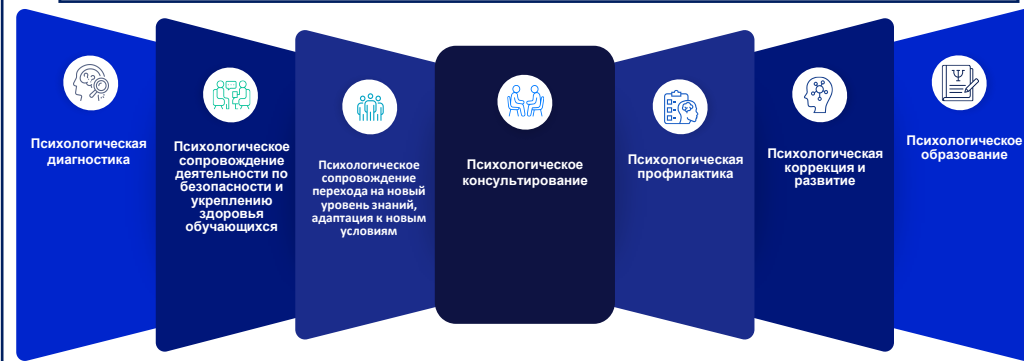 Психологическая
диагностика
Психологическое
сопровождение
деятельности по
безопасности и
укреплению
здоровья
обучающихся
Психологическое
сопровождение
перехода на новый
уровень знаний,
адаптация к новым
условиям
Психологическое
консультирование
Психологическая
профилактика
Психологическая
коррекция и
развитие
Психологическое
образование